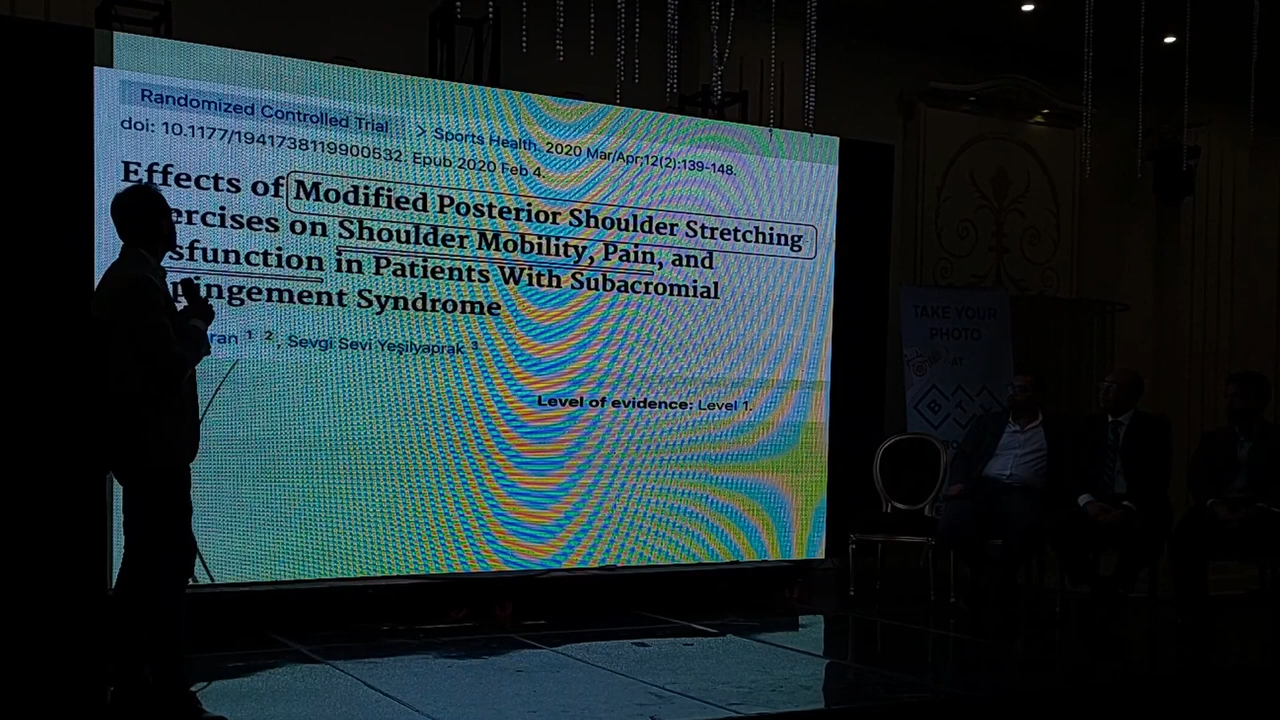 Randomized Controlled Trial > Sports Health. 2020 Mar/Apr;12(2):139-148.
doi: 10.1177/1941738119900532. Epub 2020 Feb 4.
Effects of Modified Posterior Shoulder Stretching
ercises on Shoulder Mobility, Pain, and
sfunction in Patients With Subacromial
pingement Syndrome
ran 1 2, Sevgi Sevi Yeşilyaprak 3
Level of evidence: Level 1.
TAKE YOUR
PHOTO
AT
B T